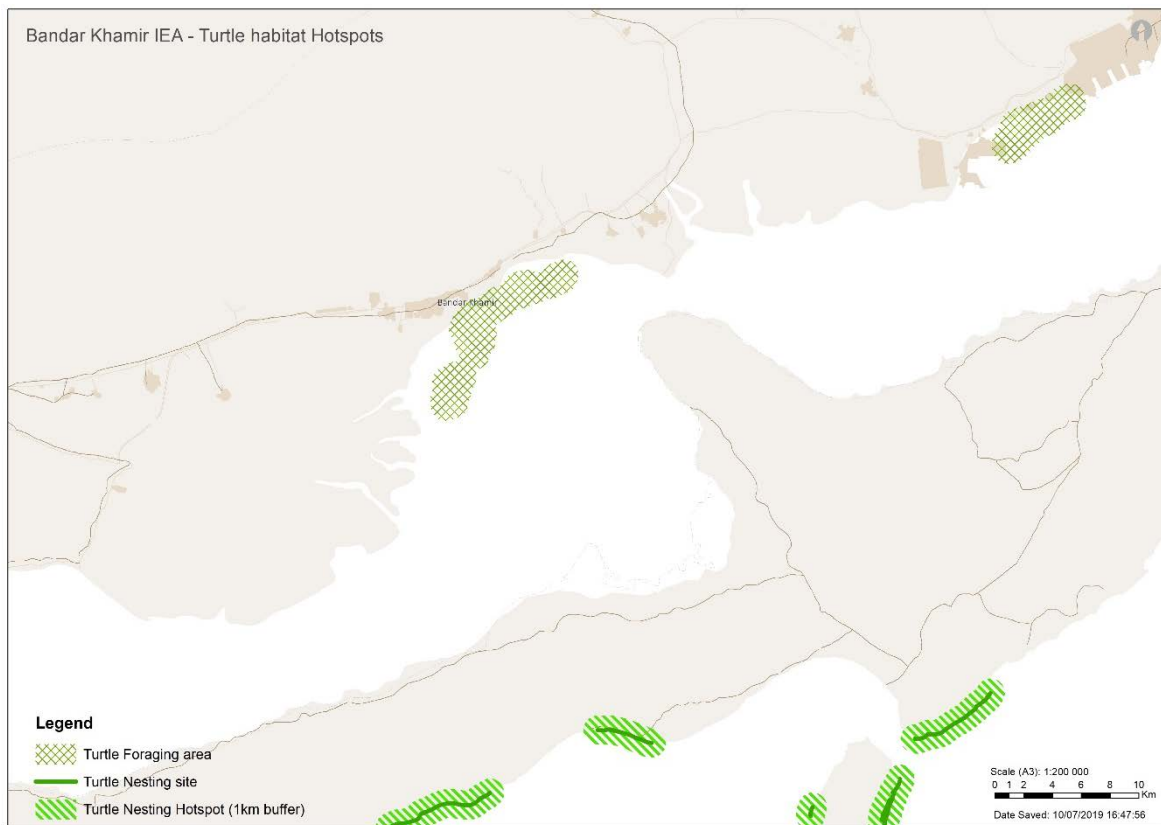 Bandar Khamir IEA - Turtle habitat Hotspots
Bandar Khamir
Legend
Turtle Foraging area
Turtle Nesting site
Turtle Nesting Hotspot (1km buffer)
Scale (A3): 1:200 000
0 1 2 4 6 8 10
Km
Date Saved: 10/07/2019 16:47:56